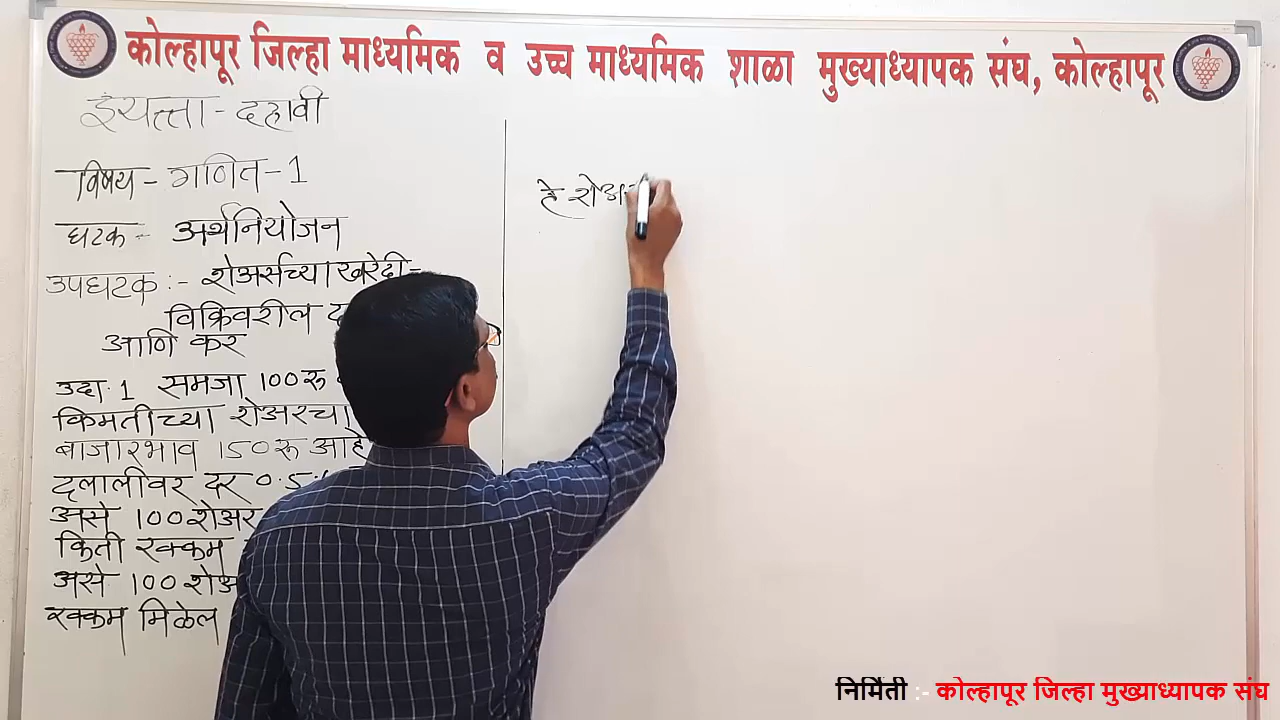 कोल्हापूर जिल्हा माध्यमिक व उच्च माध्यमिक शाळा मुख्याध्यापक संघ, कोल्हापूर
इयत्ता - दहावी
विषय - गणित - 1
घटक - अर्थनियोजन
उपघटक :- शेअर्सच्या खरेदी -
विक्रिवरील
आणि कर
उदा. 1 समजा 100 रु
किमतीच्या शेअरचा
बाजारभाव 150 रु आहे
दलालीवर दर 0.5
असे 100 शेअर
किती रक्कम
असे 100
रक्कम मिळेल
हे
निर्मिती :- कोल्हापूर जिल्हा मुख्याध्यापक संघ